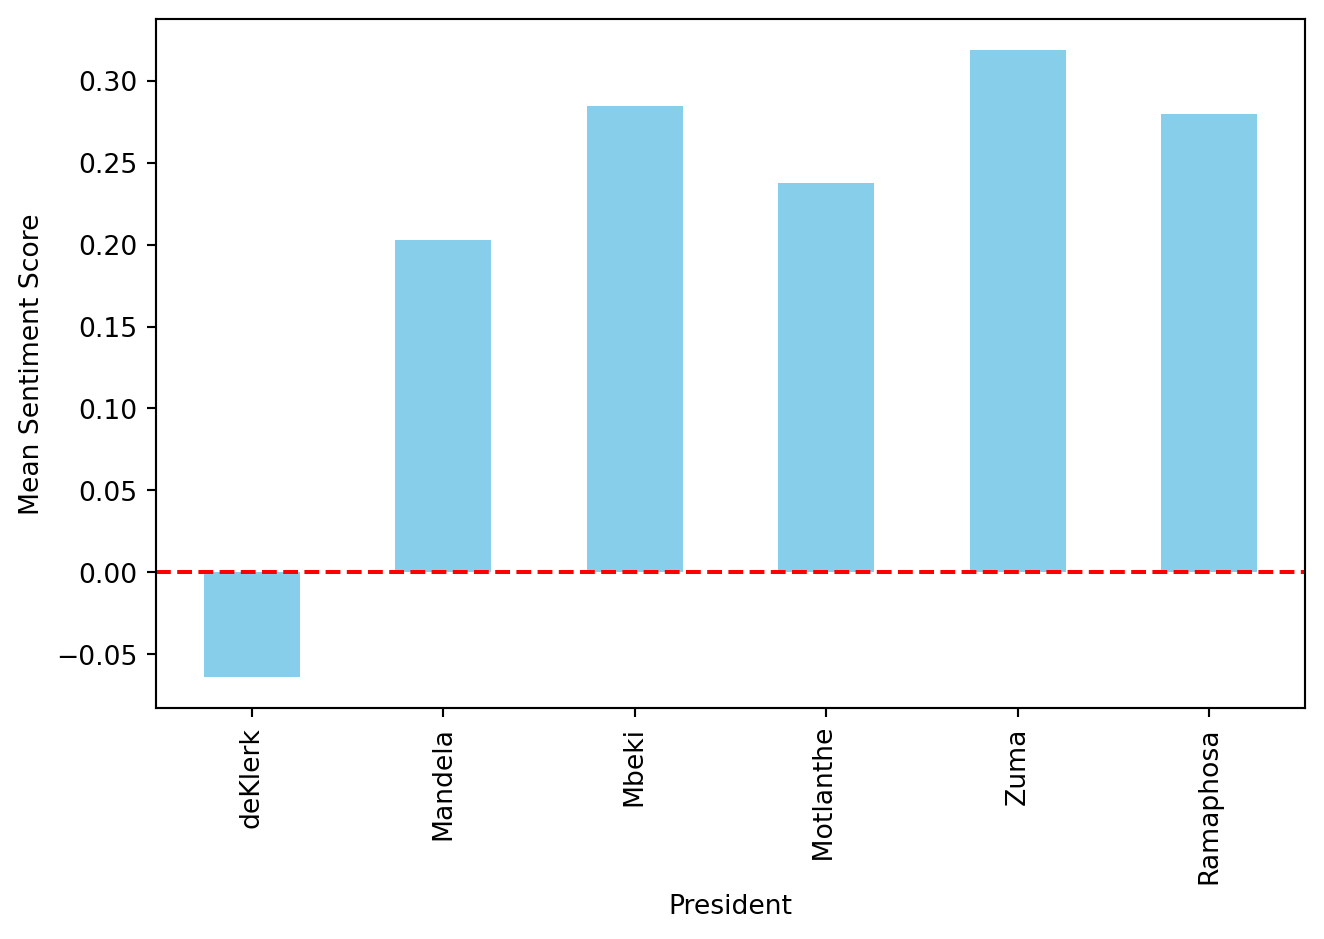 Mean Sentiment Score
0.30
0.25
0.20
0.15
0.10
0.05
0.00
−0.05
deKlerk
Mandela
Mbeki
Motlanthe
Zuma
Ramaphosa
President